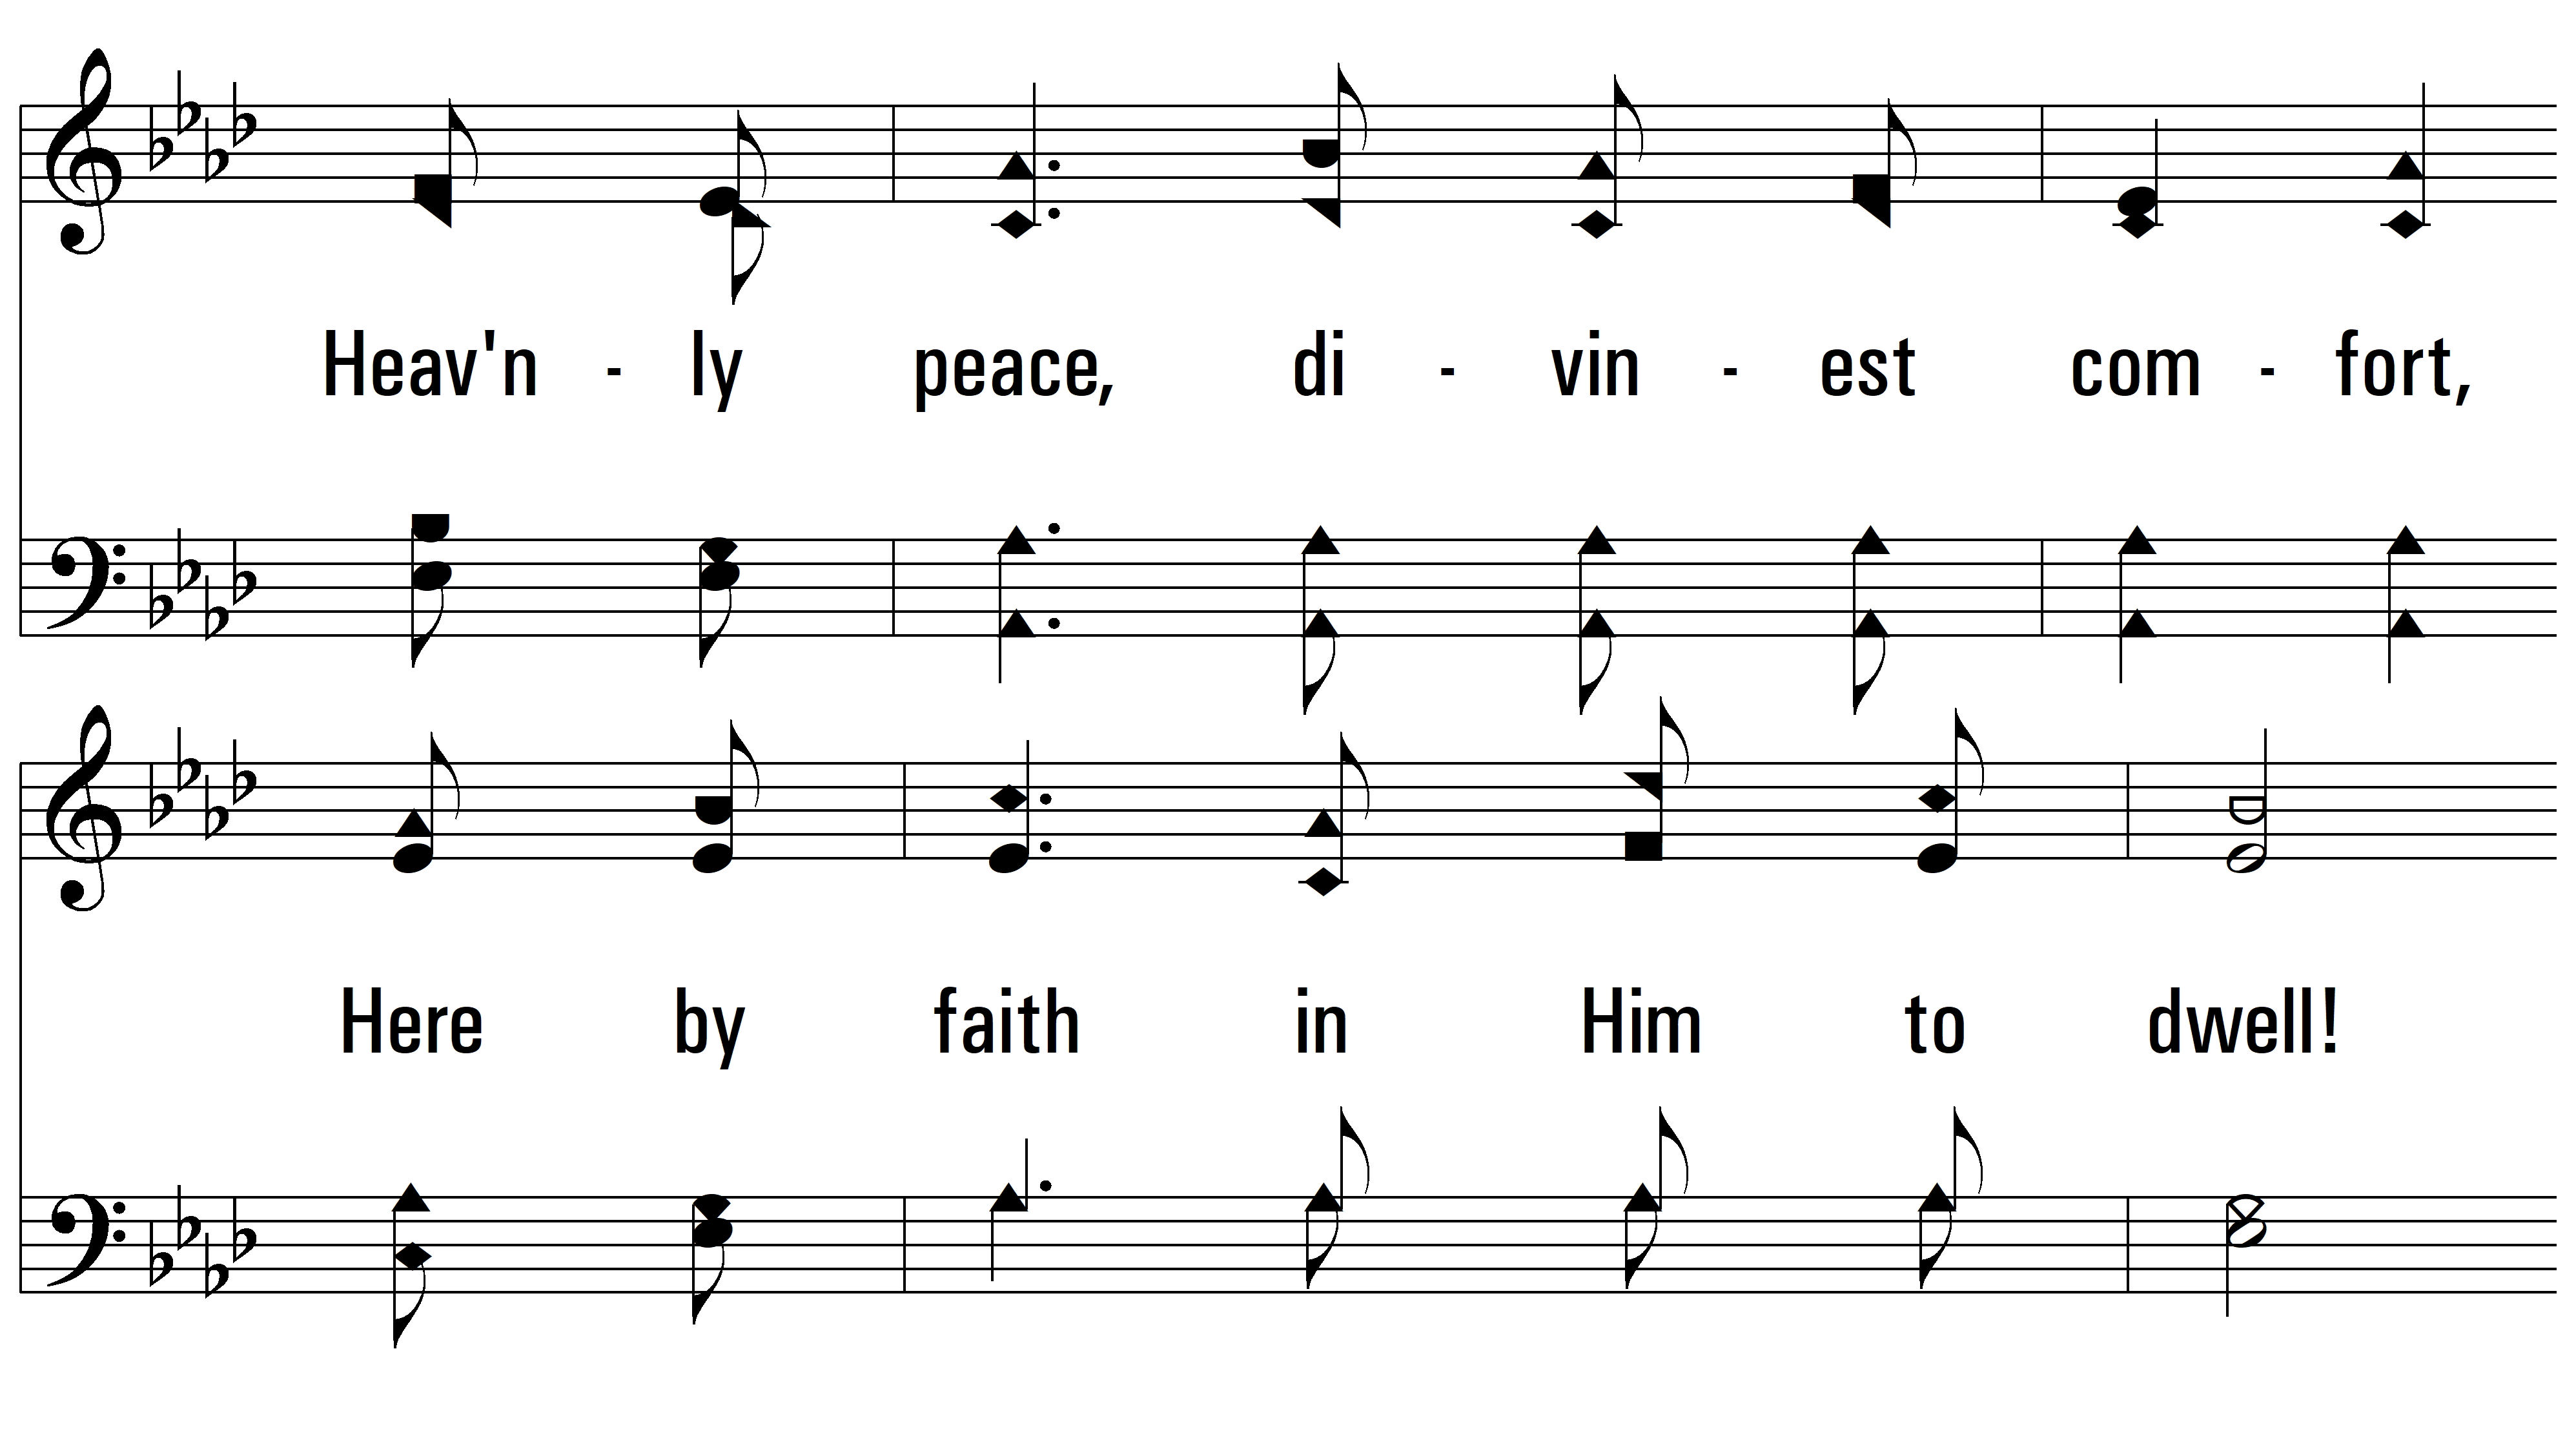 Heav'n - ly peace, di - vin - est com - fort,
Here by faith in Him to dwell!